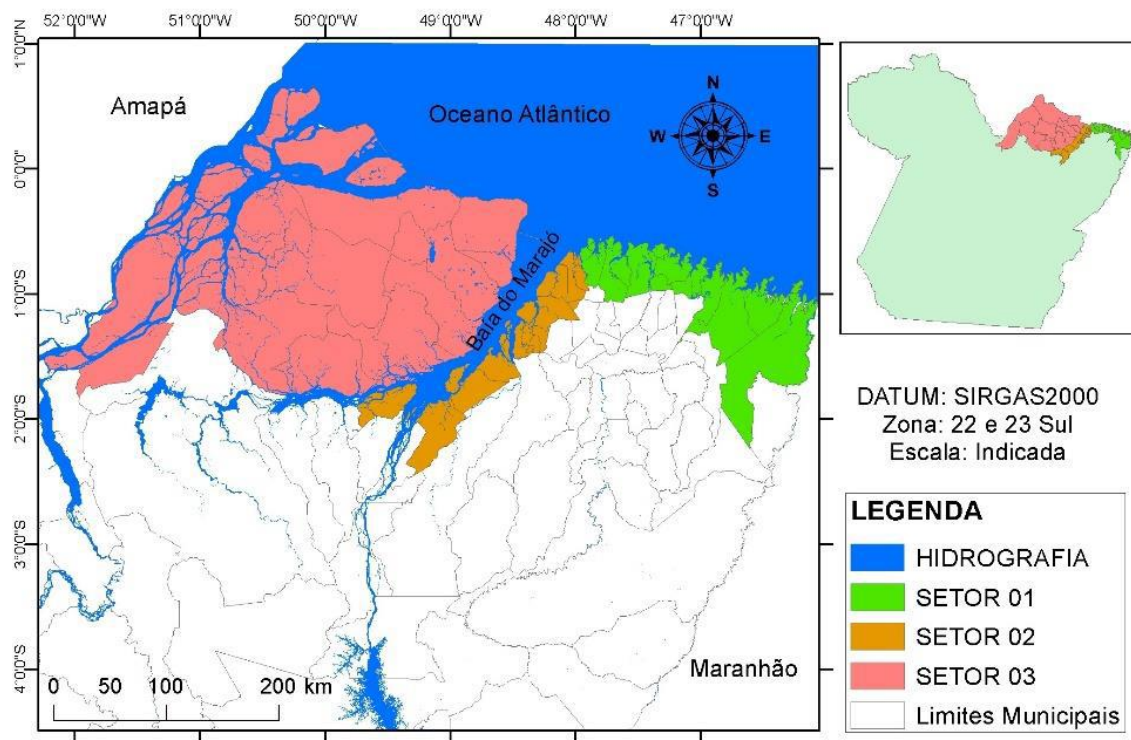 52°0'0"W 51°0'0"W 50°0'0"W 49°0'0"W 48°0'0"W 47°0'0"W
1°0'0"N
0°0'0"
1°0'0"S
2°0'0"S
3°0'0"S
4°0'0"S
Amapá
Oceano Atlântico
N
W E
S
Baía do Marajó
Maranhão
0 50 100 200 km
DATUM: SIRGAS2000
Zona: 22 e 23 Sul
Escala: Indicada
LEGENDA
HIDROGRAFIA
SETOR 01
SETOR 02
SETOR 03
Limites Municipais